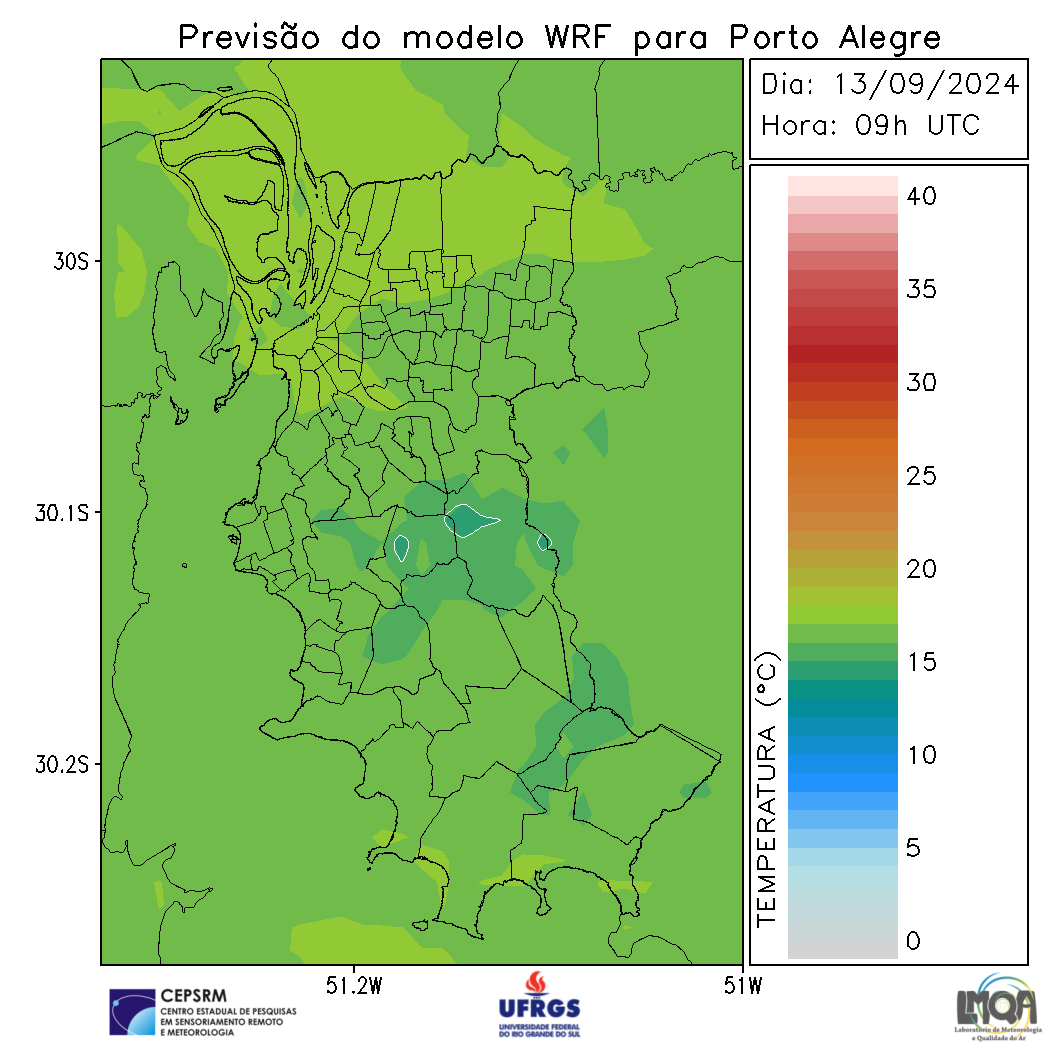 Previsão do modelo WRF para Porto Alegre
Dia: 13/09/2024
Hora: 09h UTC
30S
30.1S
30.2S
51.2W
51W
TEMPERATURA (°C)
40
35
30
25
20
15
10
5
0
CEPSRM
CENTRO ESTADUAL DE PESQUISAS
EM SENSORIAMENTO REMOTO
E METEOROLOGIA
UFRGS
UNIVERSIDADE FEDERAL
DO RIO GRANDE DO SUL
LMQA
Laboratório de Meteorologia
e Qualidade do Ar